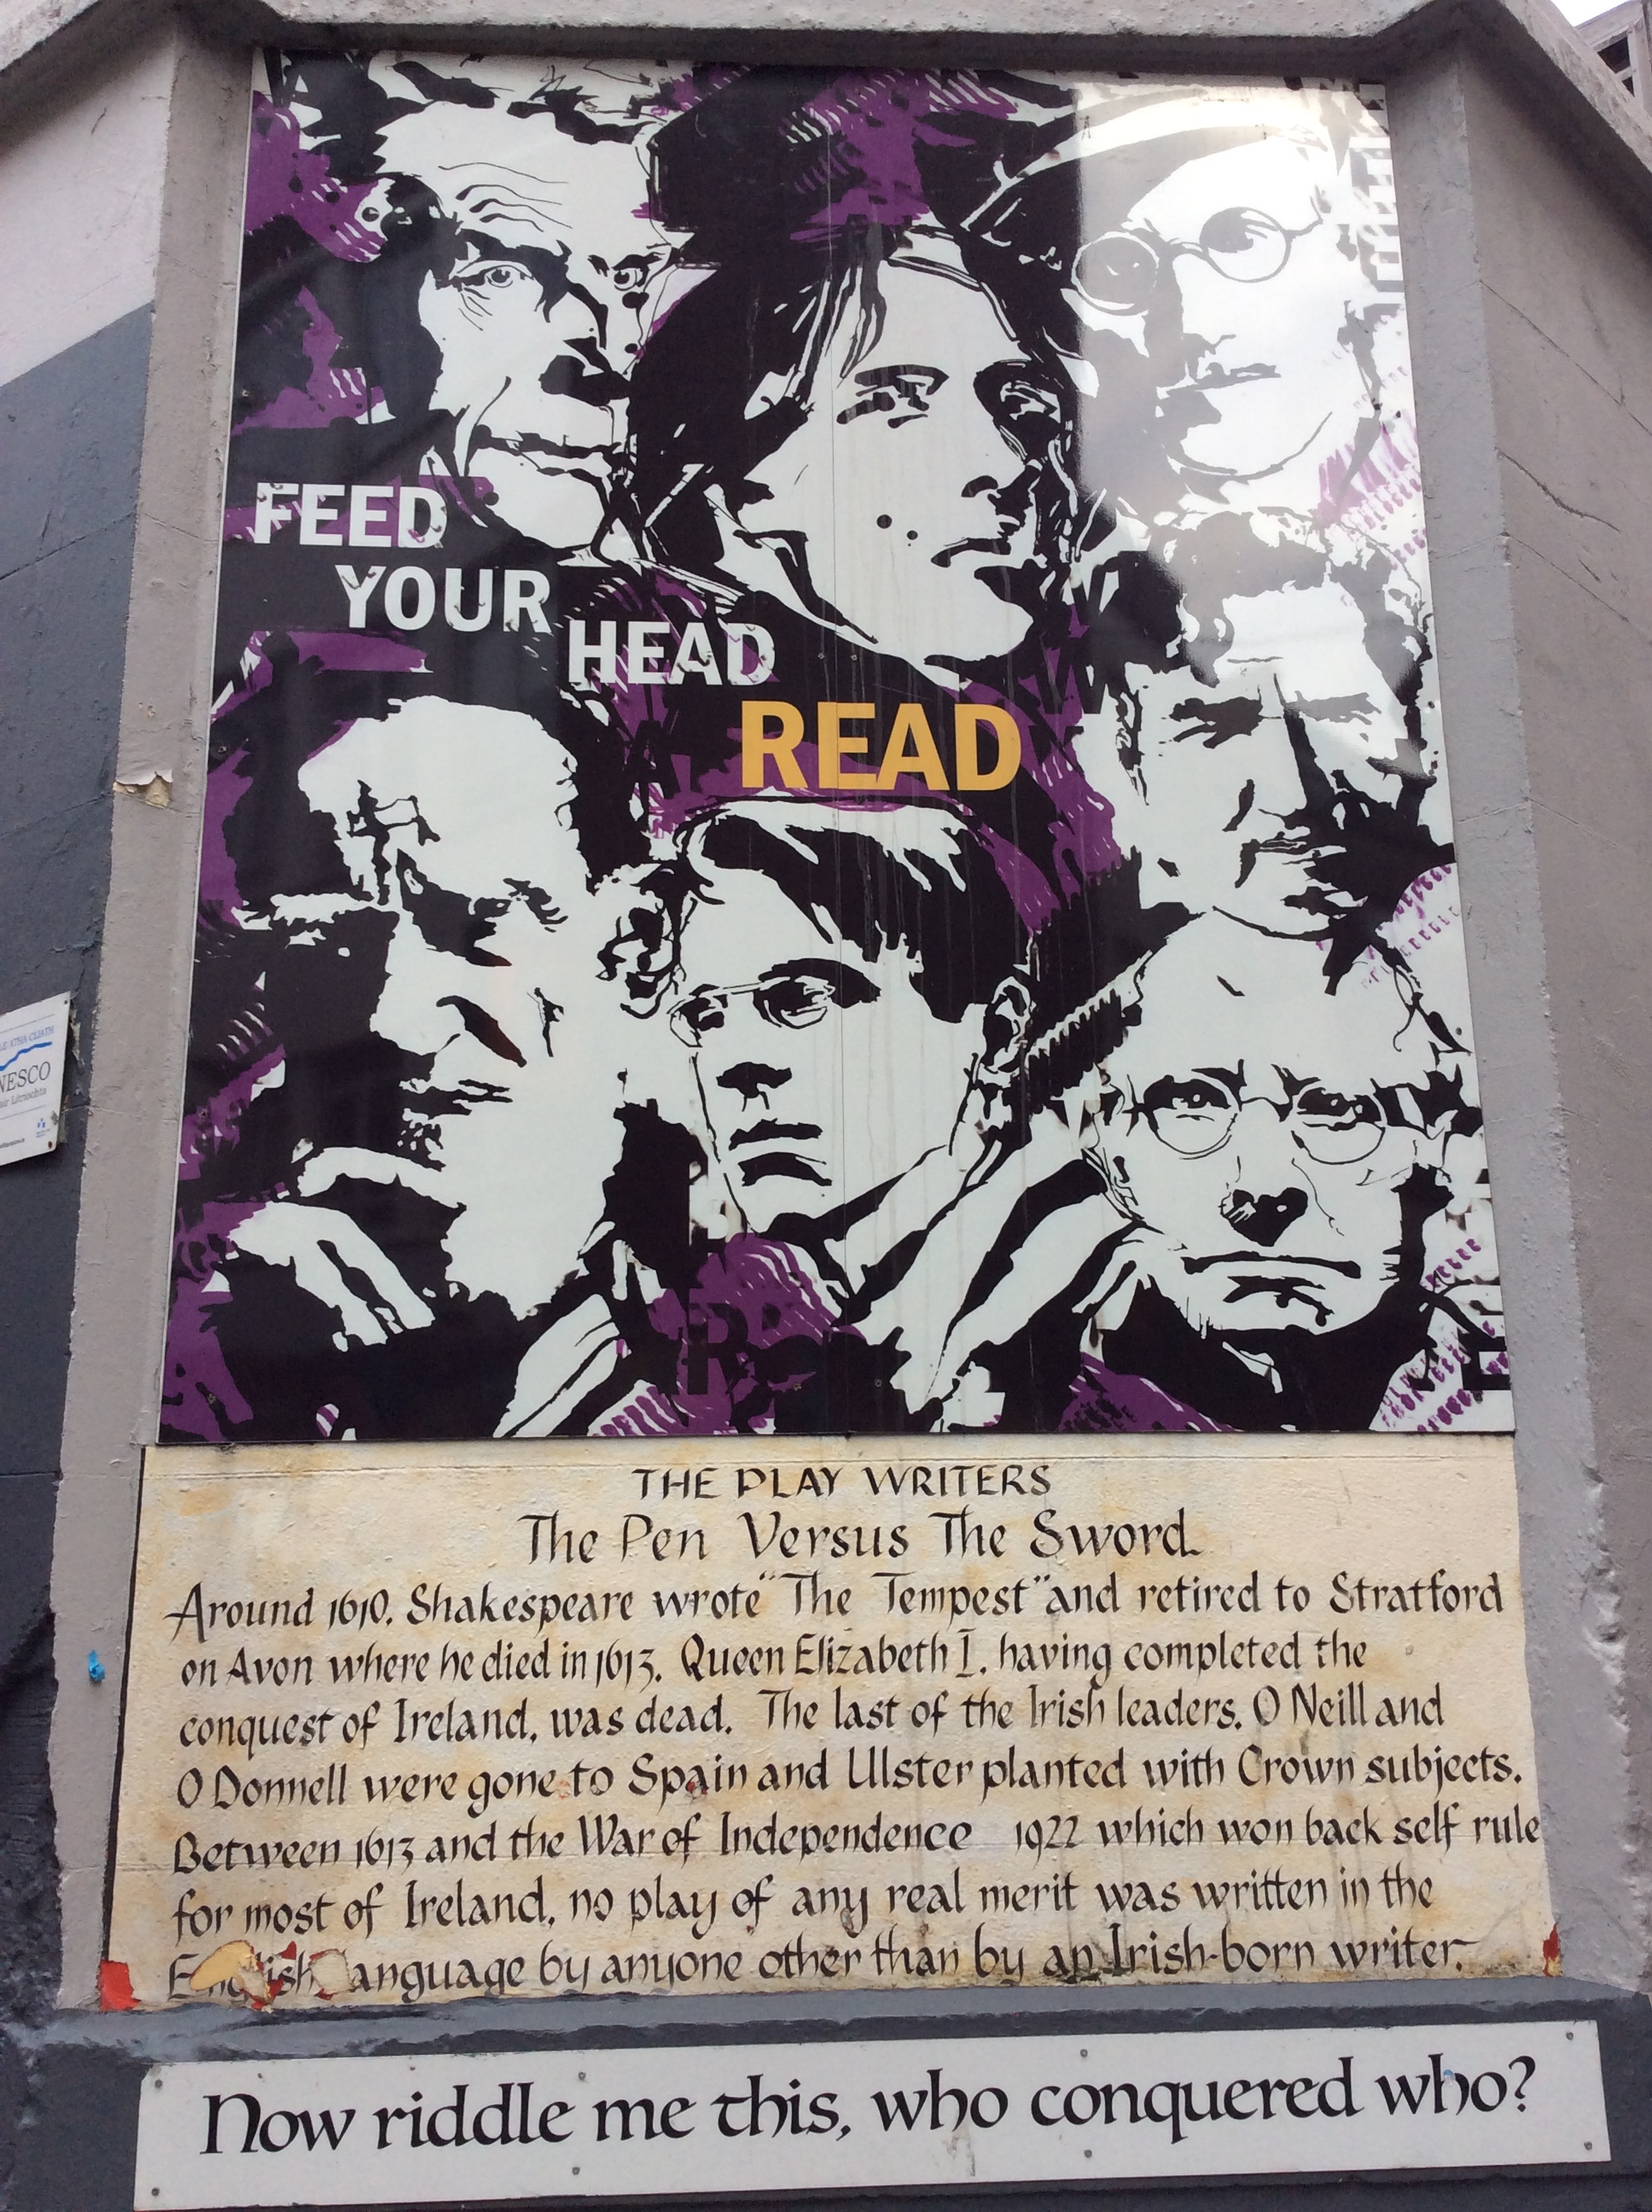 FEED
YOUR
HEAD
READ
NESCO
THE PLAY WRITERS
The Pen Versus The Sword
Around 1610. Shakespeare wrote "The Tempest" and retired to Stratford
on Avon where he died in 1613. Queen Elizabeth I. having completed the
conquest of Ireland, was dead. The last of the Irish leaders. O Neill and
O Donnell were gone to Spain and Ulster planted with Crown subjects.
Between 1613 and the War of Independence 1922 which won back self rule
for most of Ireland, no play of any real merit was written in the
English language by anyone other than by an Irish-born writer.
Now riddle me this, who conquered who?